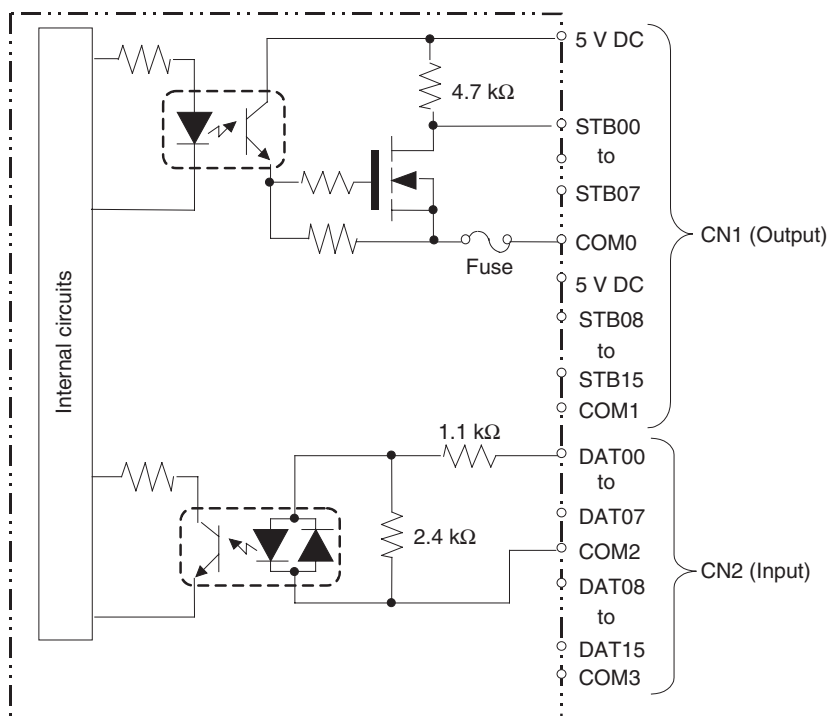 5 V DC
4.7 kΩ
STB00
to
STB07
COM0
Fuse
CN1 (Output)
5 V DC
STB08
to
STB15
COM1
Internal circuits
1.1 kΩ
DAT00
to
DAT07
2.4 kΩ
COM2
CN2 (Input)
DAT08
to
DAT15
COM3